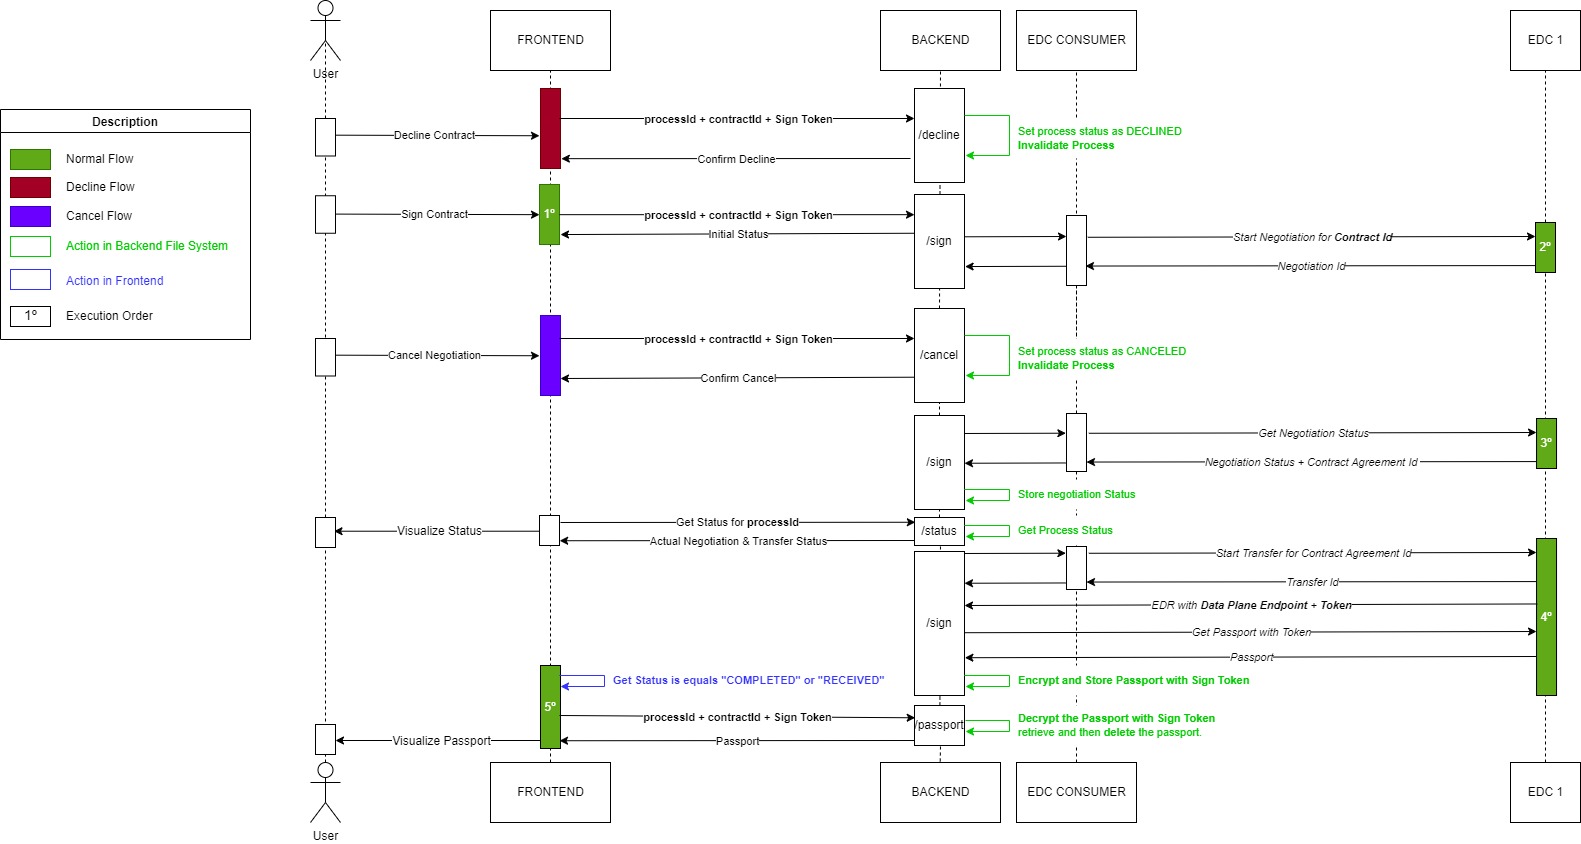 User
FRONTEND
BACKEND
EDC CONSUMER
EDC 1
Description
Normal Flow
Decline Flow
Cancel Flow
Action in Backend File System
Action in Frontend
1º
Execution Order
Decline Contract
processId + contractId + Sign Token
/decline
Set process status as DECLINED
Invalidate Process
Confirm Decline
Sign Contract
1º
processId + contractId + Sign Token
Initial Status
/sign
Start Negotiation for Contract Id
2º
Negotiation Id
Cancel Negotiation
processId + contractId + Sign Token
/cancel
Set process status as CANCELED
Invalidate Process
Confirm Cancel
/sign
Get Negotiation Status
3º
Negotiation Status + Contract Agreement Id
Store negotiation Status
Visualize Status
Get Status for processId
/status
Get Process Status
Actual Negotiation & Transfer Status
Start Transfer for Contract Agreement Id
Transfer Id
EDR with Data Plane Endpoint + Token
/sign
4º
Get Passport with Token
Passport
Get Status is equals "COMPLETED" or "RECEIVED"
Encrypt and Store Passport with Sign Token
5º
processId + contractId + Sign Token
/passport
Decrypt the Passport with Sign Token
retrieve and then delete the passport.
Visualize Passport
Passport
FRONTEND
BACKEND
EDC CONSUMER
EDC 1
User